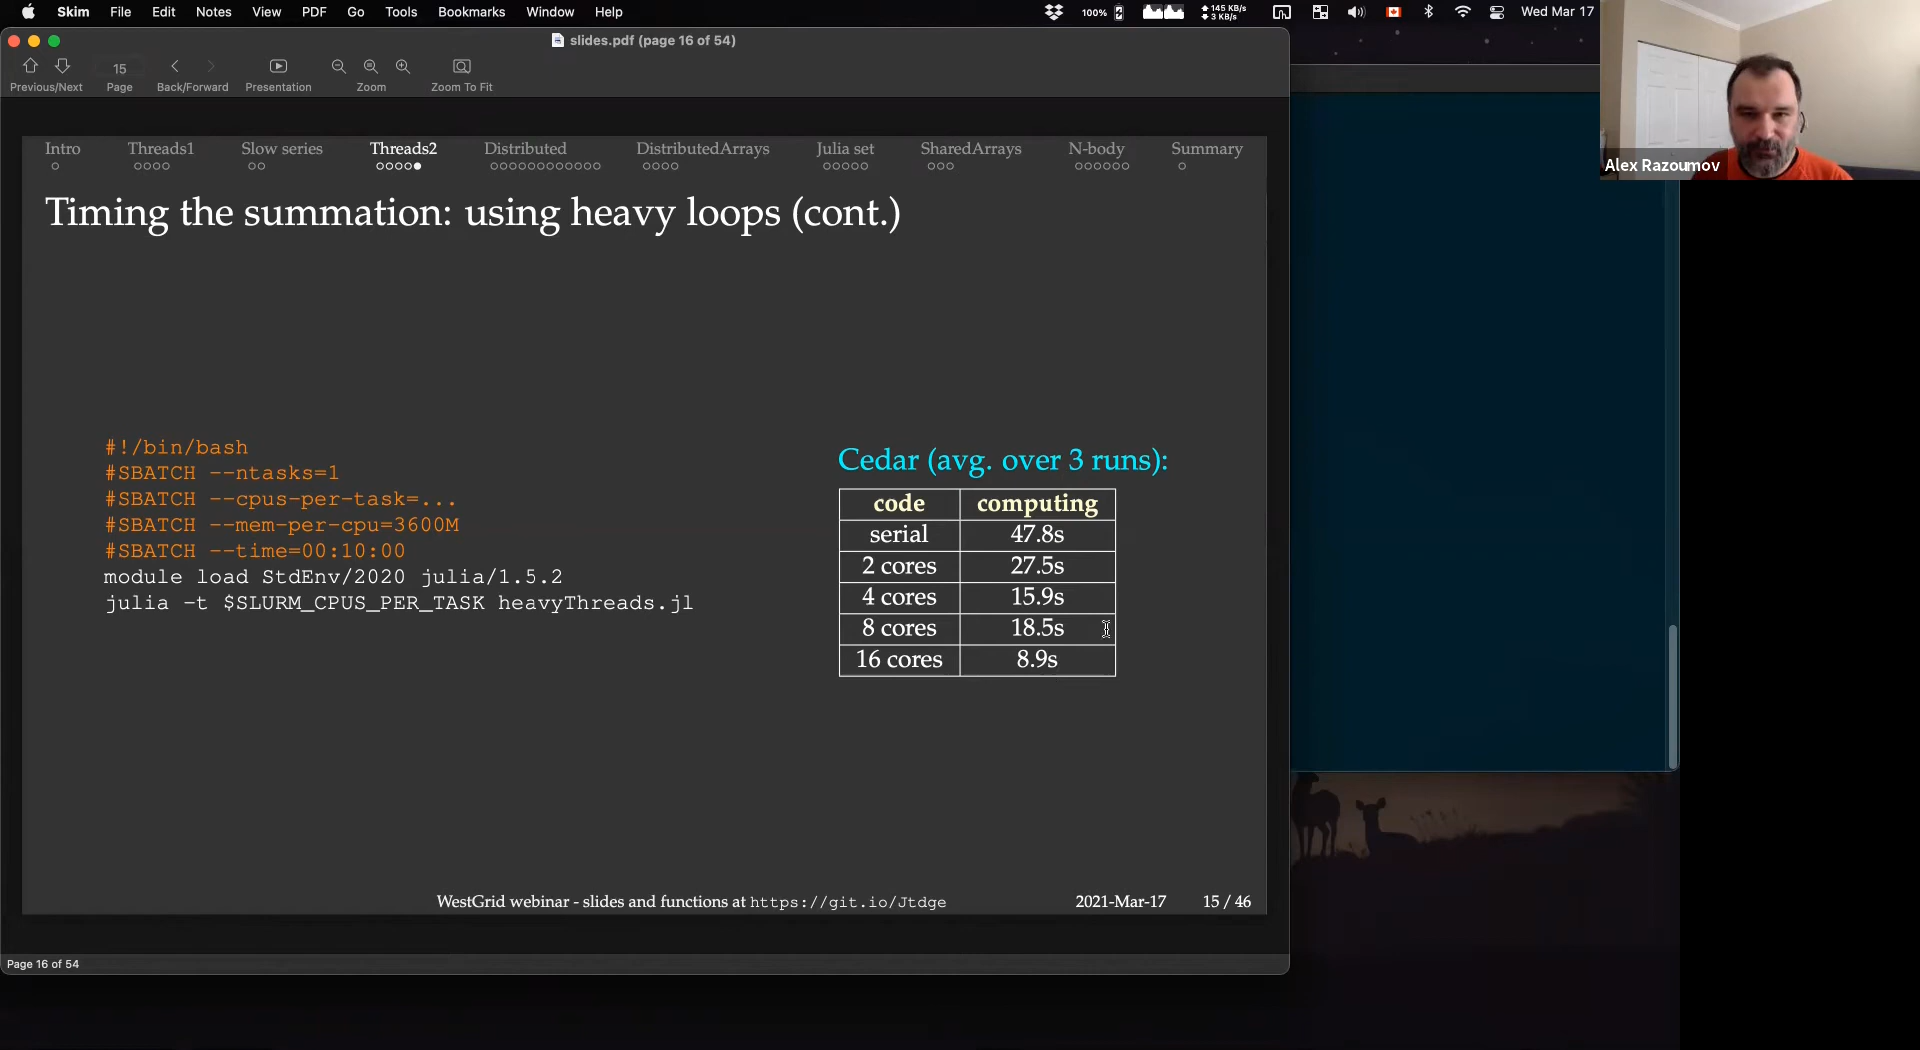 Skim File Edit Notes View PDF Go Tools Bookmarks Window Help
100% 145 KB/s 3 KB/s Wed Mar 17
slides.pdf (page 16 of 54)
15
Previous/Next Page Back/Forward Presentation Zoom Zoom To Fit
Alex Razoumov
Intro Threads1 Slow series Threads2 Distributed DistributedArrays Julia set SharedArrays N-body Summary
Timing the summation: using heavy loops (cont.)
#!/bin/bash
#SBATCH --ntasks=1
#SBATCH --cpus-per-task=...
#SBATCH --mem-per-cpu=3600M
#SBATCH --time=00:10:00
module load StdEnv/2020 julia/1.5.2
julia -t $SLURM_CPUS_PER_TASK heavyThreads.jl
Cedar (avg. over 3 runs):
code computing
serial 47.8s
2 cores 27.5s
4 cores 15.9s
8 cores 18.5s
16 cores 8.9s
WestGrid webinar - slides and functions at https://git.io/Jtdge 2021-Mar-17 15 / 46
Page 16 of 54